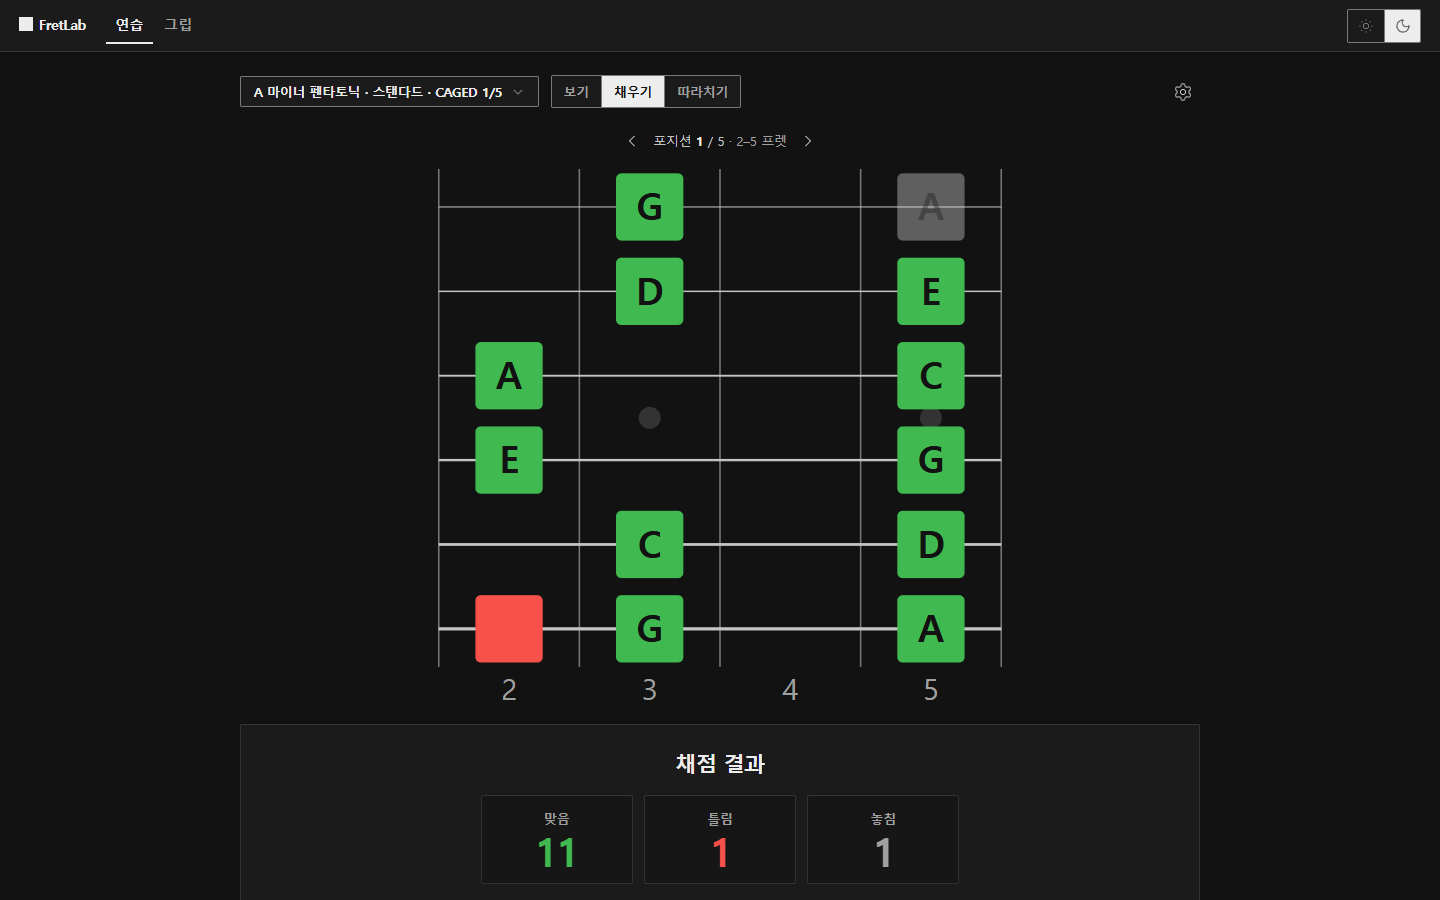 FretLab 연습 그립
A 마이너 펜타토닉 · 스탠다드 · CAGED 1/5 보기 채우기 따라치기
포지션 1 / 5 · 2–5 프렛
G A
D E
A C
E G
C D
G A
2 3 4 5
채점 결과
맞음 틀림 놓침
11 1 1